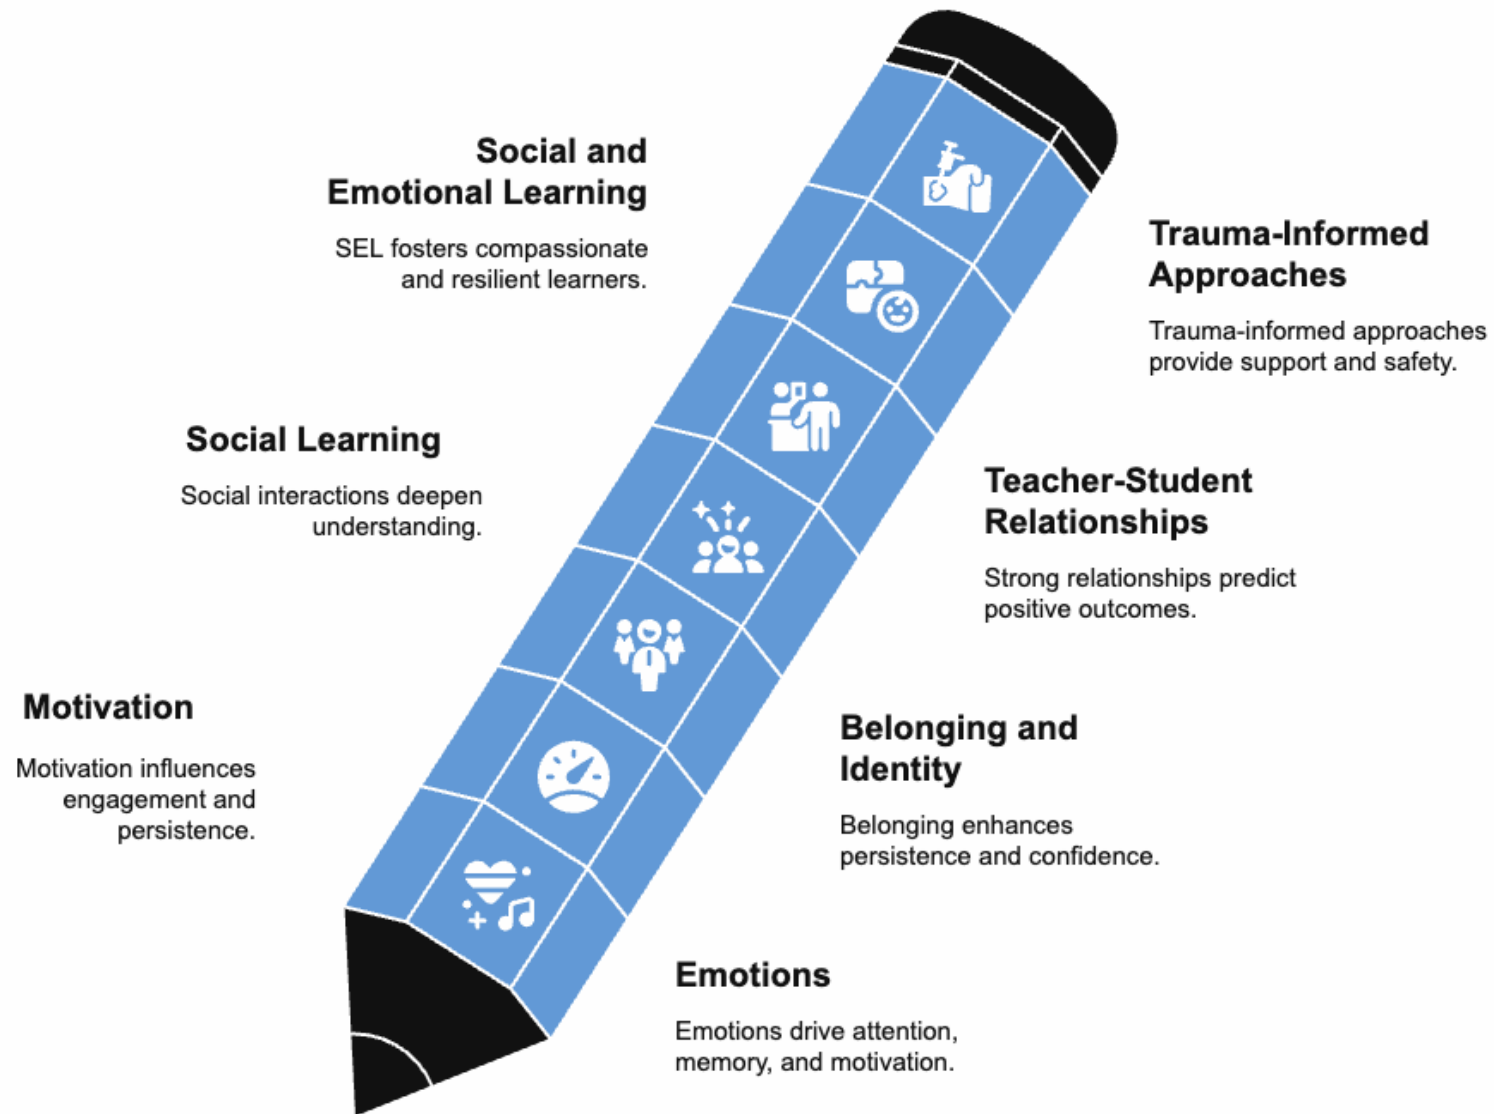 Social and
Emotional Learning
SEL fosters compassionate
and resilient learners.
Trauma-Informed
Approaches
Trauma-informed approaches
provide support and safety.
Social Learning
Social interactions deepen
understanding.
Teacher-Student
Relationships
Strong relationships predict
positive outcomes.
Motivation
Motivation influences
engagement and
persistence.
Belonging and
Identity
Belonging enhances
persistence and confidence.
Emotions
Emotions drive attention,
memory, and motivation.